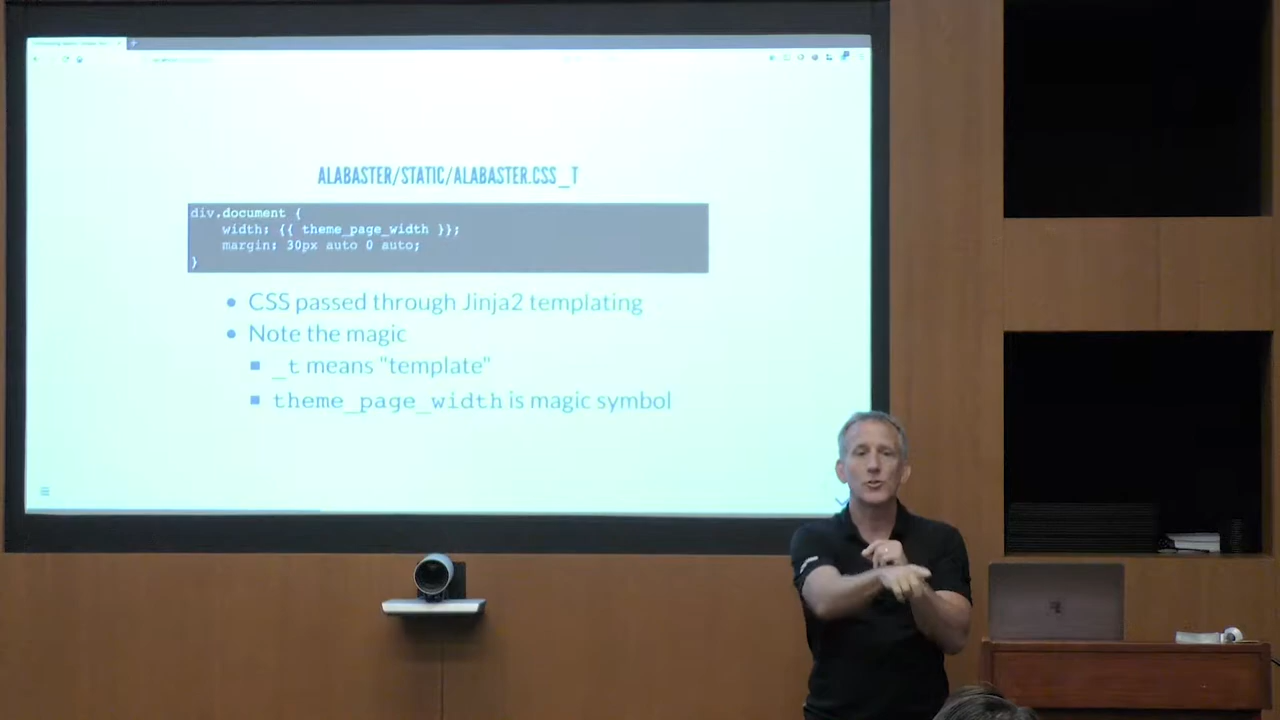 ALABASTER/STATIC/ALABASTER.CSS_T
div.document {
width: {{ theme_page_width }};
margin: 30px auto 0 auto;
}
• CSS passed through Jinja2 templating
• Note the magic
▪ _t means "template"
▪ theme_page_width is magic symbol